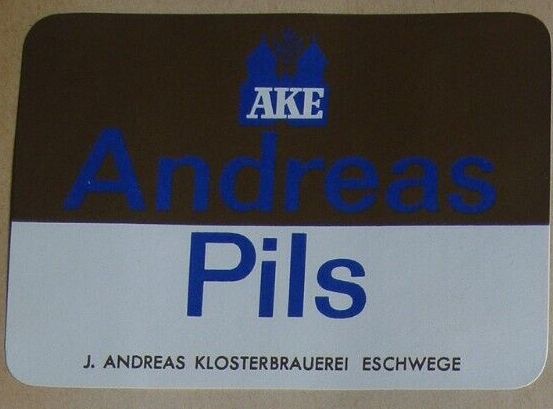 AKE
Andreas
Pils
J. ANDREAS KLOSTERBRAUEREI ESCHWEGE